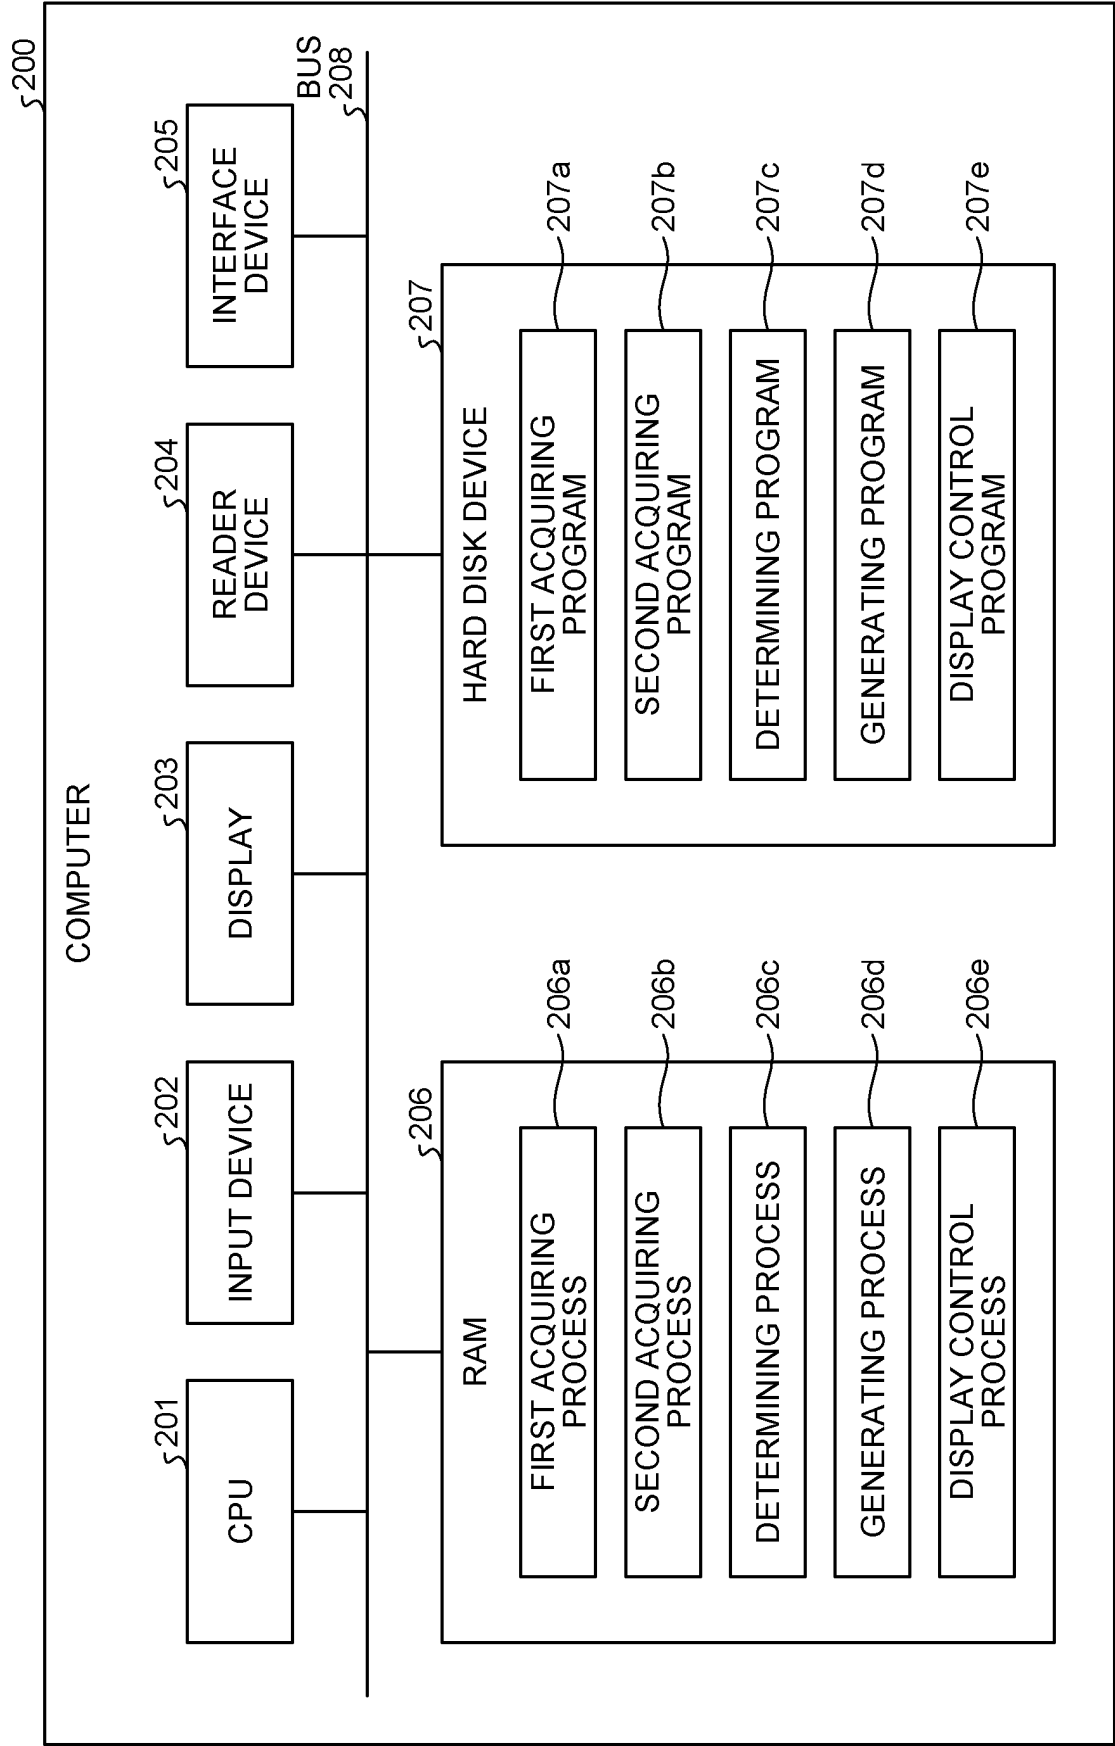 200
COMPUTER
201
CPU
202
INPUT DEVICE
203
DISPLAY
204
READER
DEVICE
205
INTERFACE
DEVICE
BUS
208
206
RAM
FIRST ACQUIRING
PROCESS
206a
SECOND ACQUIRING
PROCESS
206b
DETERMINING PROCESS
206c
GENERATING PROCESS
206d
DISPLAY CONTROL
PROCESS
206e
207
HARD DISK DEVICE
FIRST ACQUIRING
PROGRAM
207a
SECOND ACQUIRING
PROGRAM
207b
DETERMINING PROGRAM
207c
GENERATING PROGRAM
207d
DISPLAY CONTROL
PROGRAM
207e